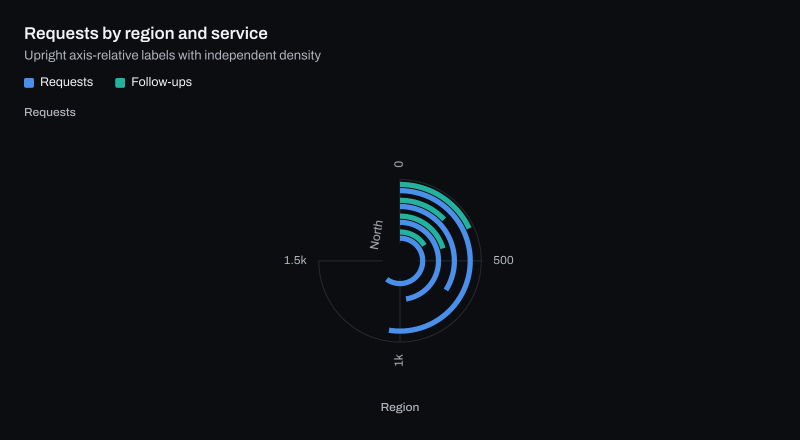 Requests by region and service
Upright axis-relative labels with independent density
Requests
Follow-ups
Requests
0
North
1.5k
500
1k
Region